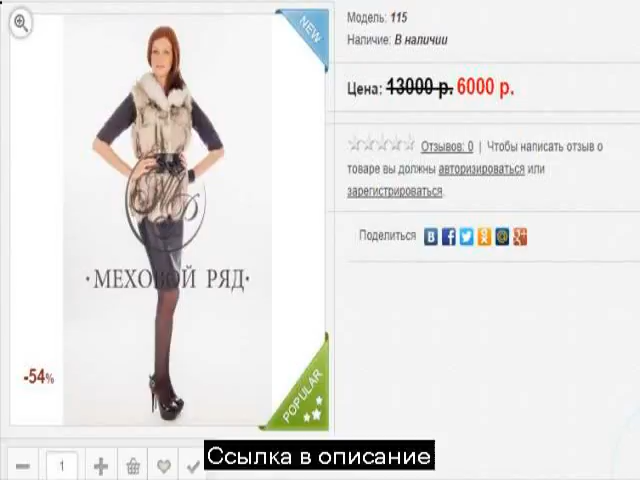 NEW
Модель: 115
Наличие: В наличии
Цена: 13000 р. 6000 р.
Отзывов: 0 | Чтобы написать отзыв о
товаре вы должны авторизироваться или
зарегистрироваться.
Поделиться
·МЕХОВОЙ РЯД·
-54%
POPULAR
1
Ссылка в описание